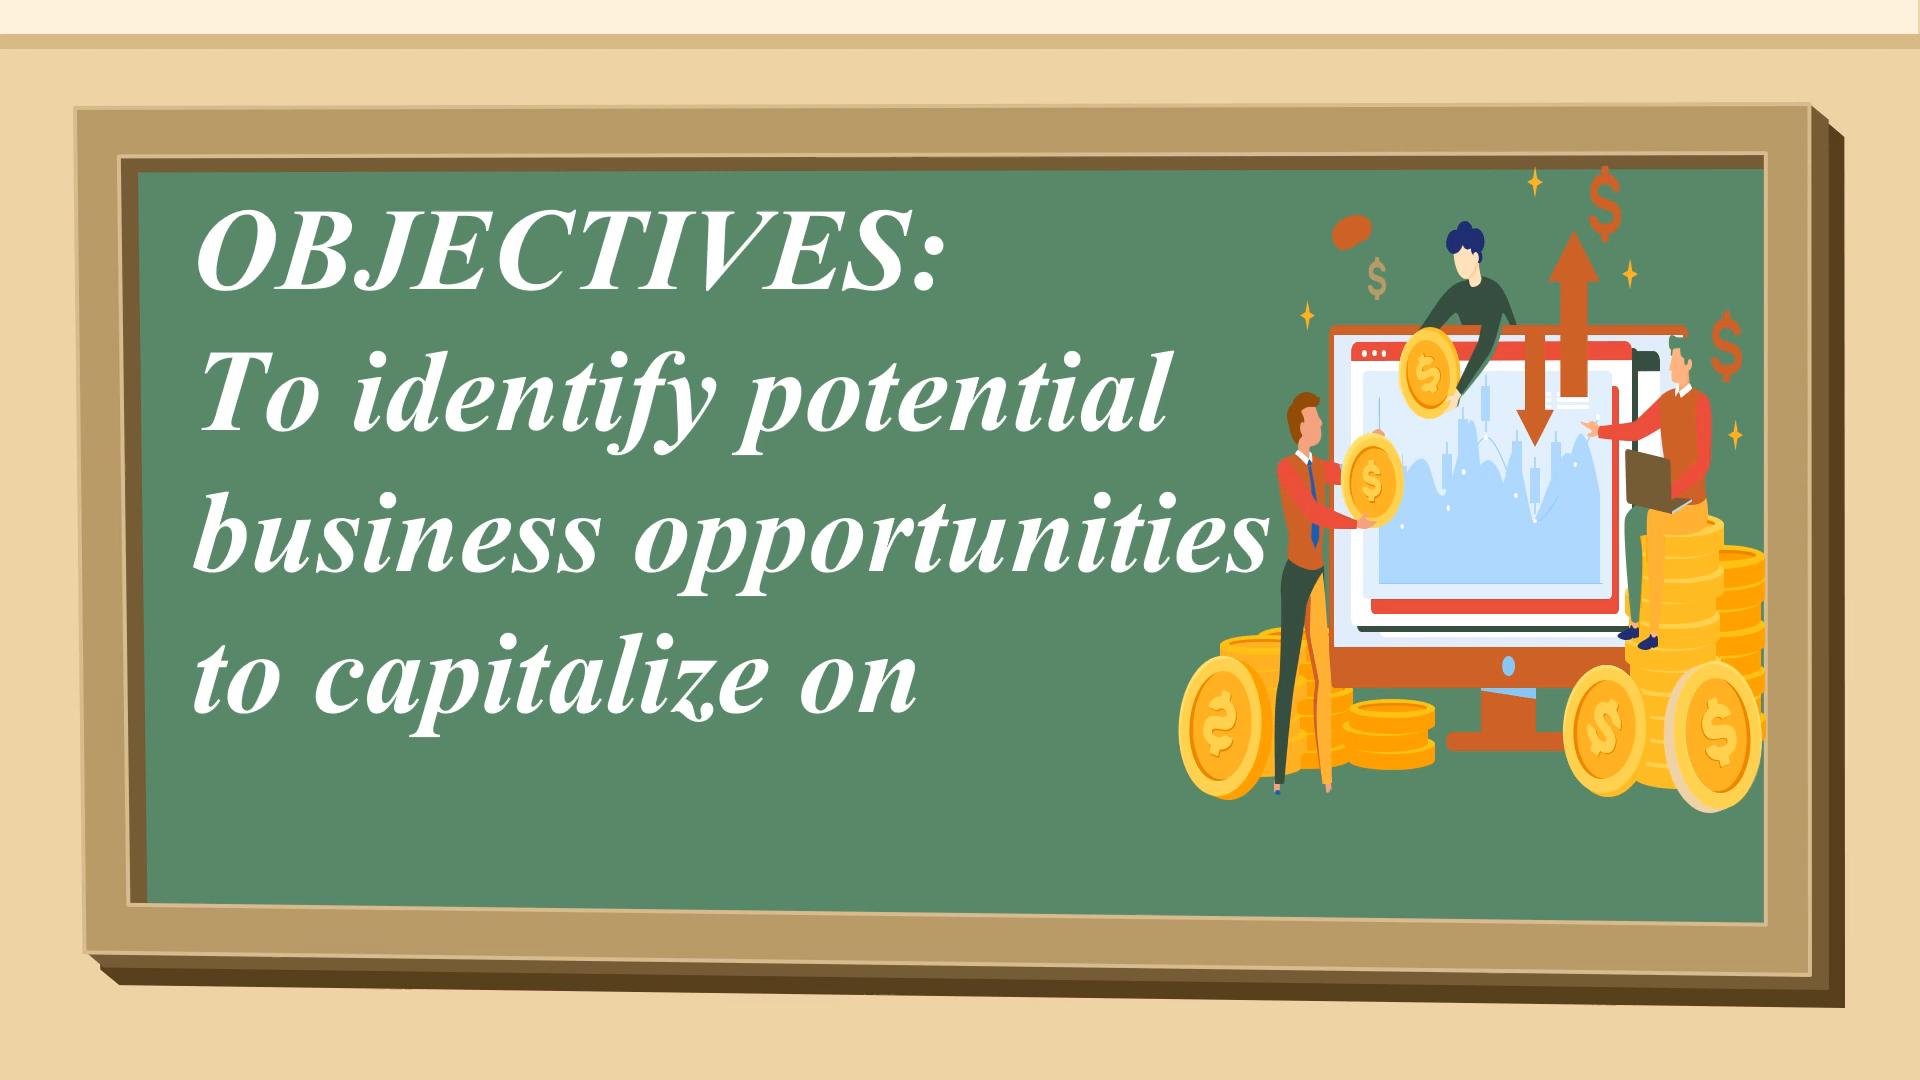 OBJECTIVES:
To identify potential
business opportunities
to capitalize on